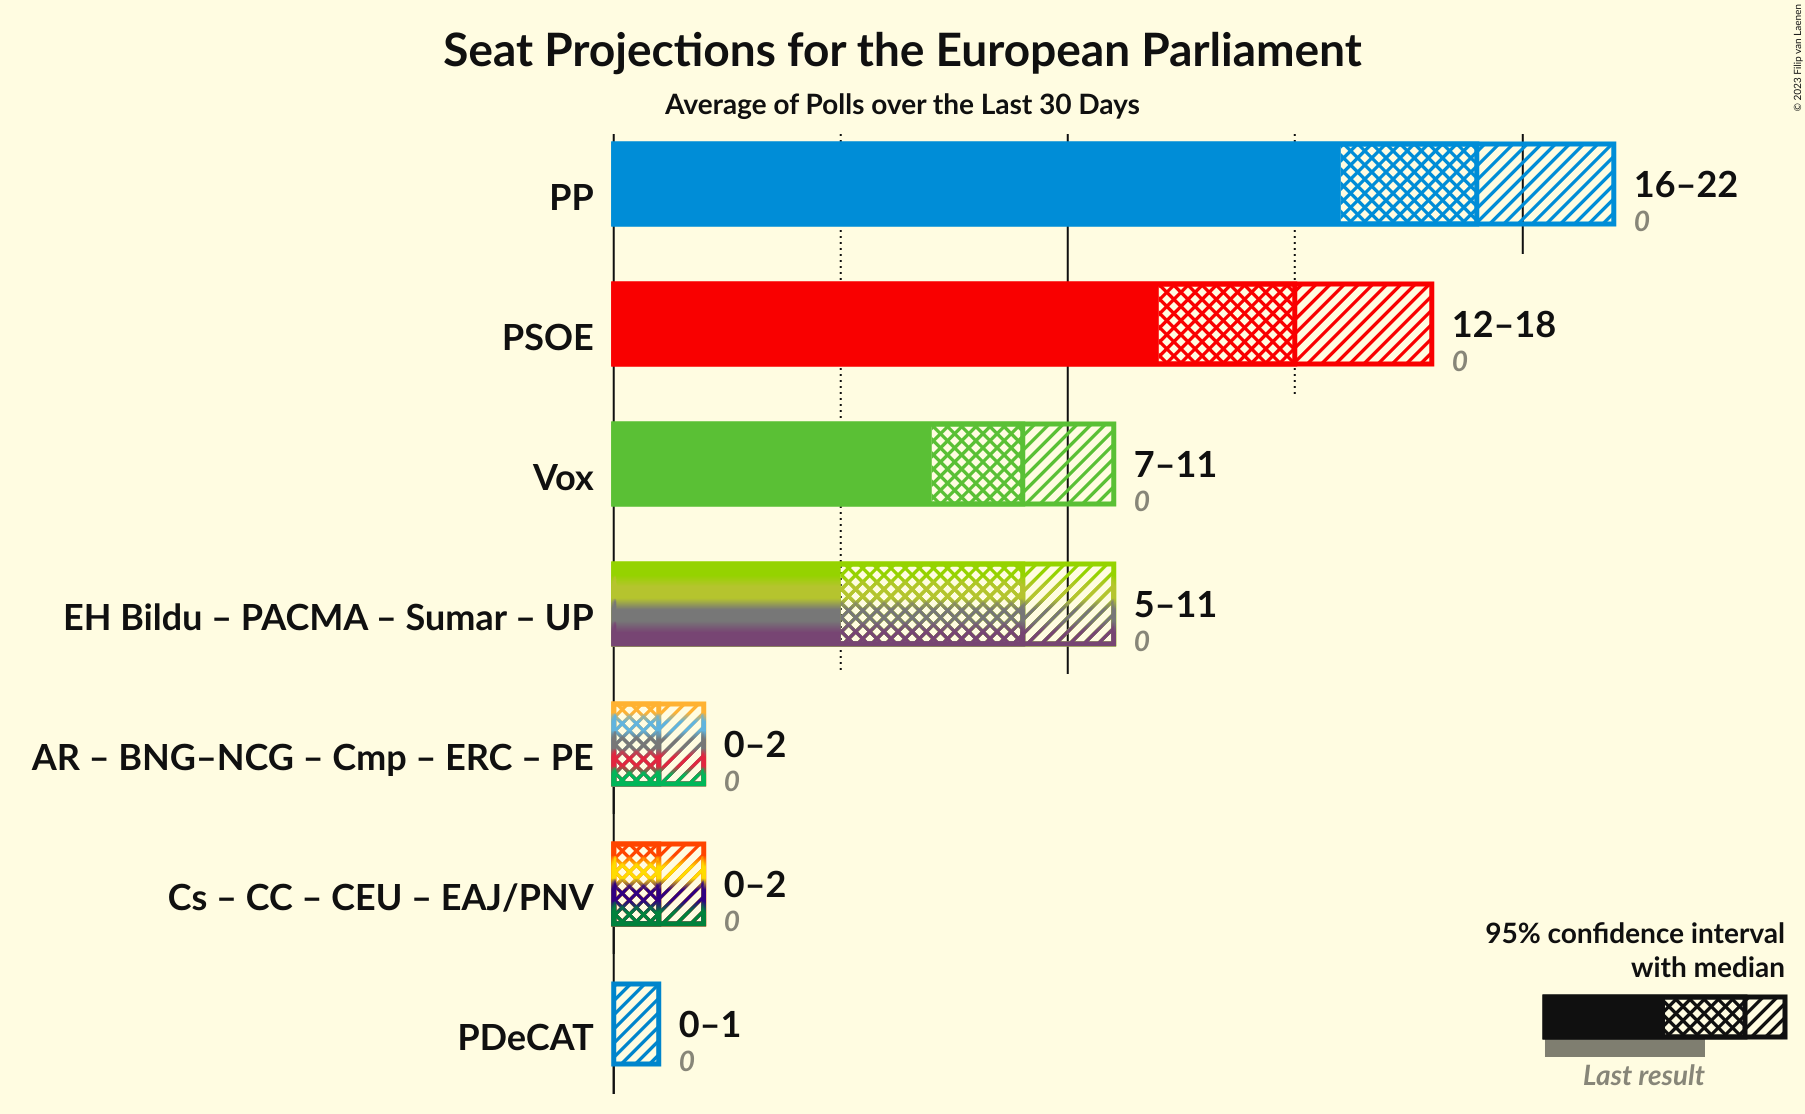 Seat Projections for the European Parliament
Average of Polls over the Last 30 Days
© 2023 Filip van Laenen
PP
16–22
0
PSOE
12–18
0
Vox
7–11
0
EH Bildu – PACMA – Sumar – UP
5–11
0
AR – BNG–NCG – Cmp – ERC – PE
0–2
0
Cs – CC – CEU – EAJ/PNV
0–2
0
PDeCAT
0–1
0
95% confidence interval
with median
Last result